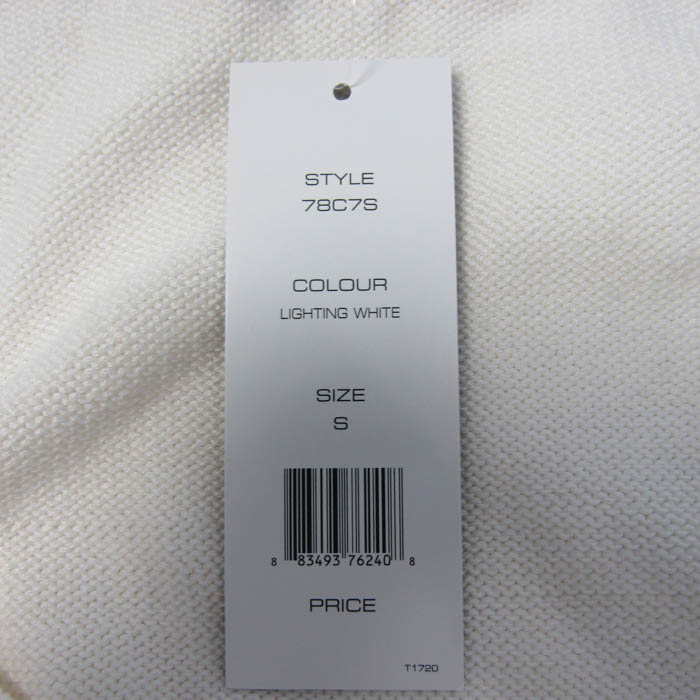 STYLE
78C7S
COLOUR
LIGHTING WHITE
SIZE
S
8 83493 76240 8
PRICE
T1720